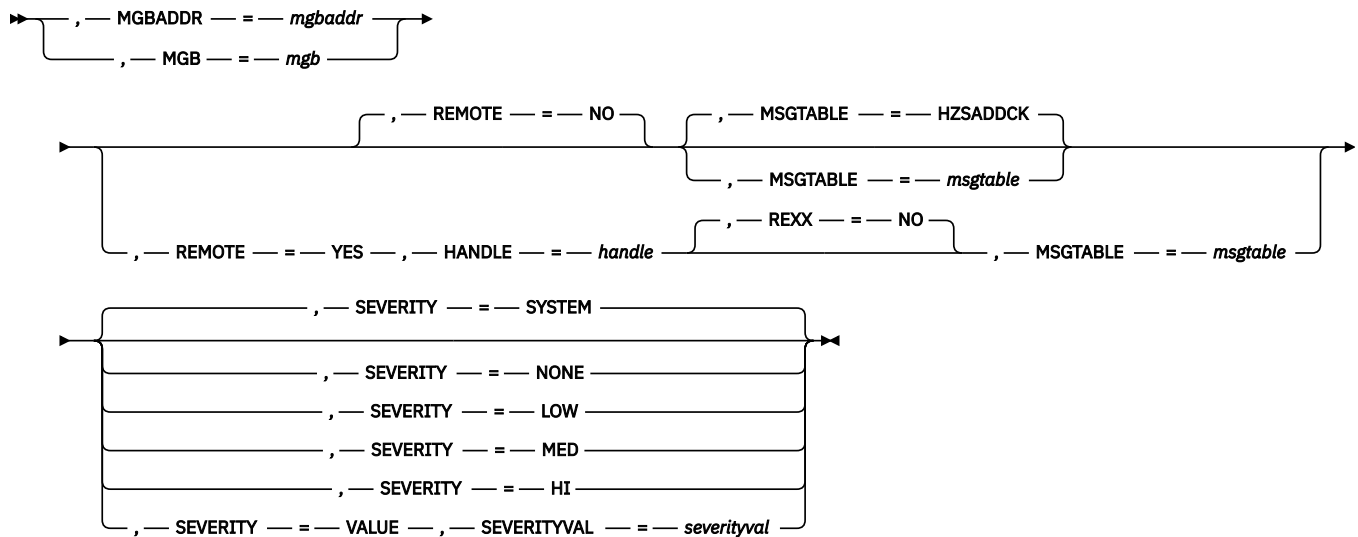 , MGBADDR = mgbaddr
, MGB = mgb
, REMOTE = NO , MSGTABLE = HZSADDCK
, MSGTABLE = msgtable
, REXX = NO
, REMOTE = YES , HANDLE = handle , MSGTABLE = msgtable
, SEVERITY = SYSTEM
, SEVERITY = NONE
, SEVERITY = LOW
, SEVERITY = MED
, SEVERITY = HI
, SEVERITY = VALUE , SEVERITYVAL = severityval